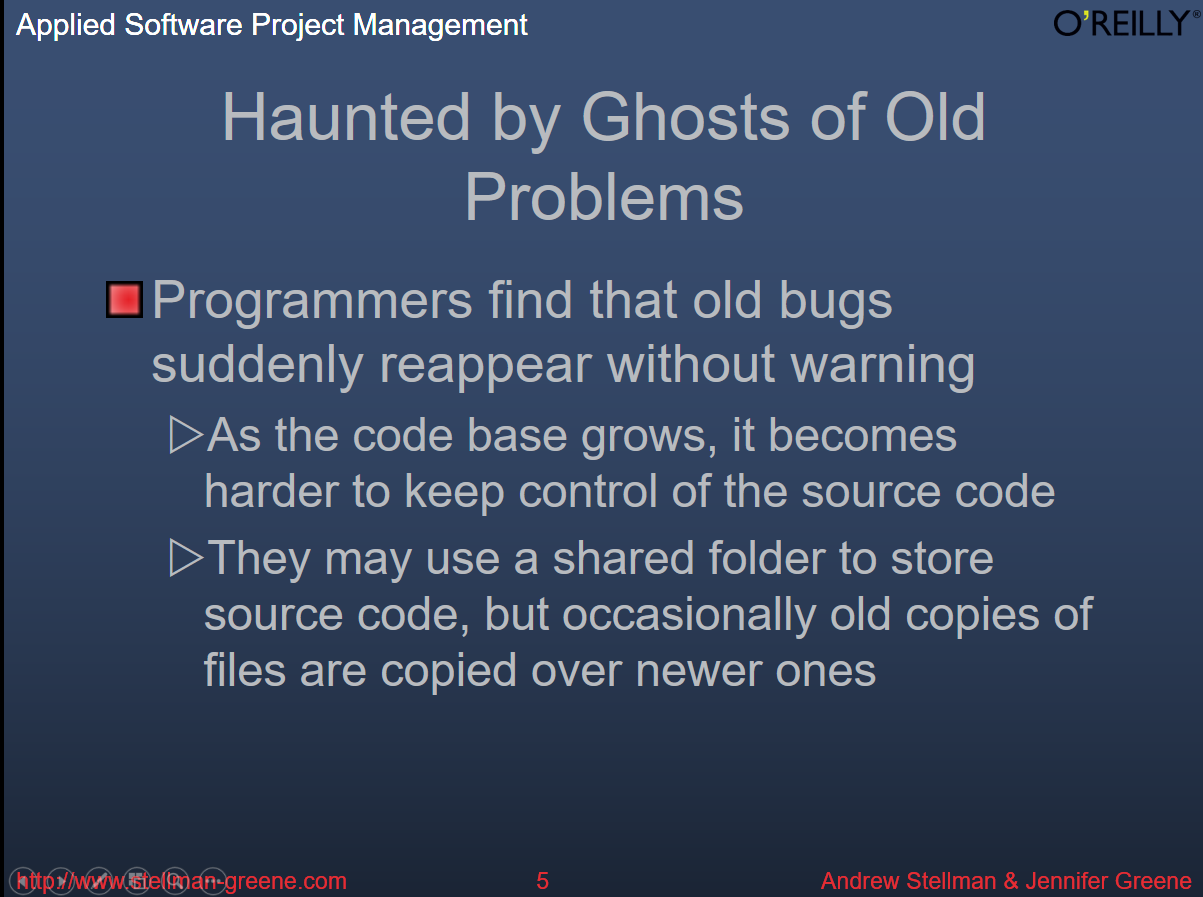 Applied Software Project Management
O'REILLY®
Haunted by Ghosts of Old
Problems
Programmers find that old bugs
suddenly reappear without warning
As the code base grows, it becomes
harder to keep control of the source code
They may use a shared folder to store
source code, but occasionally old copies of
files are copied over newer ones
http://www.stellman-greene.com
5
Andrew Stellman & Jennifer Greene